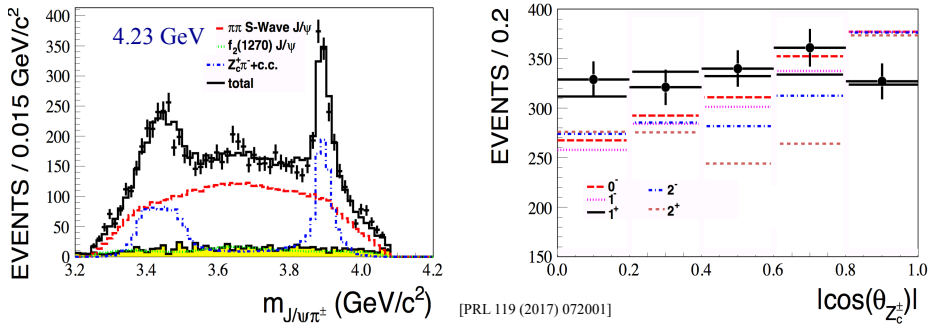 4.23 GeV
ππ S-Wave J/ψ
f₂(1270) J/ψ
Z꜀⁺π⁻+c.c.
total
EVENTS / 0.015 GeV/c²
400
350
300
250
200
150
100
50
0
3.2 3.4 3.6 3.8 4.0 4.2
m_J/ψπ± (GeV/c²)
EVENTS / 0.2
400
350
300
250
200
150
0⁻
1⁻
1⁺
2⁻
2⁺
0.0 0.2 0.4 0.6 0.8 1.0
|cos(θ_Z꜀±)|
[PRL 119 (2017) 072001]